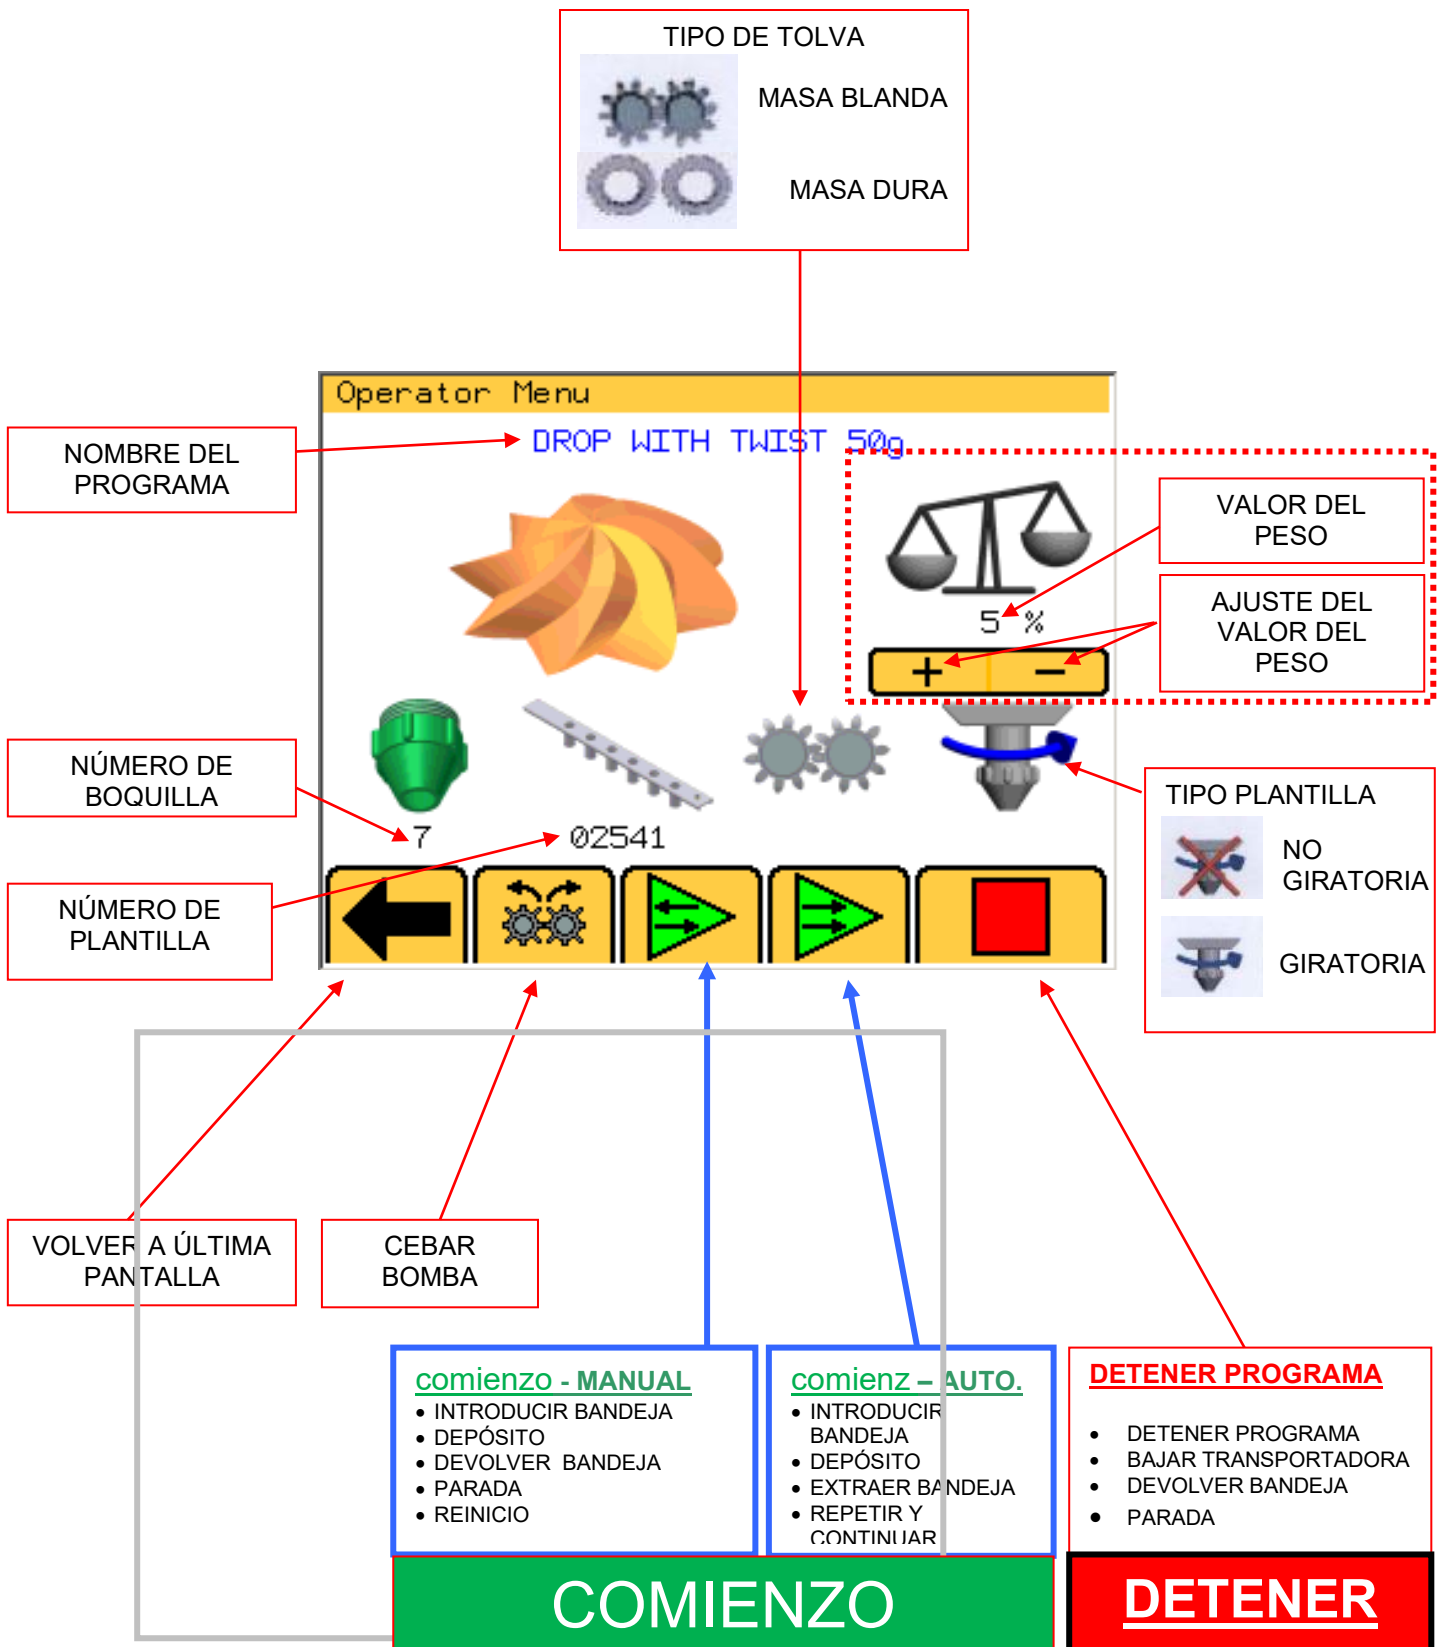 TIPO DE TOLVA
MASA BLANDA
MASA DURA
Operator Menu
DROP WITH TWIST 50g
NOMBRE DEL
PROGRAMA
VALOR DEL
PESO
5 %
AJUSTE DEL
VALOR DEL
PESO
+ −
NÚMERO DE
BOQUILLA
7
02541
TIPO PLANTILLA
NO
GIRATORIA
GIRATORIA
NÚMERO DE
PLANTILLA
VOLVER A ÚLTIMA
PANTALLA
CEBAR
BOMBA
comienzo - MANUAL
• INTRODUCIR BANDEJA
• DEPÓSITO
• DEVOLVER BANDEJA
• PARADA
• REINICIO
comienz – AUTO.
• INTRODUCIR
BANDEJA
• DEPÓSITO
• EXTRAER BANDEJA
• REPETIR Y
CONTINUAR
DETENER PROGRAMA
• DETENER PROGRAMA
• BAJAR TRANSPORTADORA
• DEVOLVER BANDEJA
• PARADA
COMIENZO
DETENER